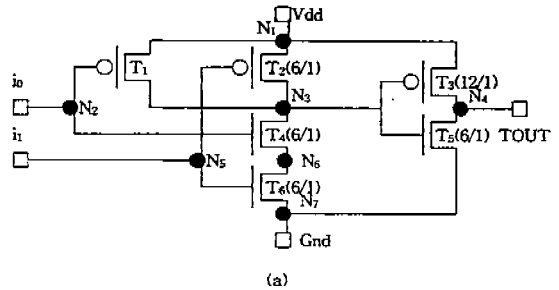 N₁ Vdd
i₀ T₁ T₂(6/1) T₃(12/1)
N₂ N₃ N₄
i₁ T₄(6/1) T₅(6/1) TOUT
N₅ N₆
T₆(6/1)
N₇
Gnd
(a)